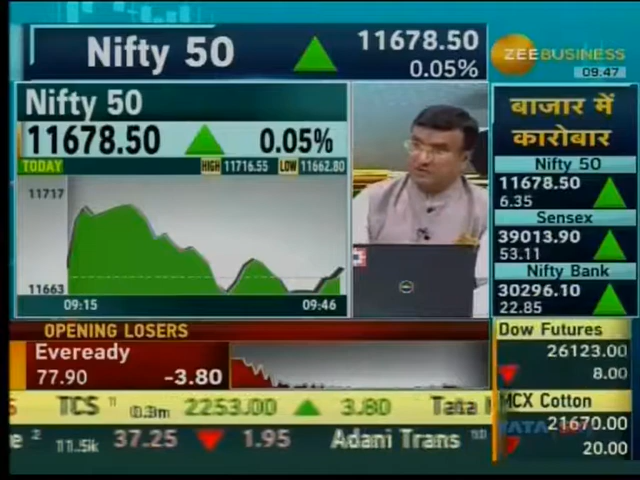 Nifty 50
11678.50
0.05%
ZEE BUSINESS
09:47
Nifty 50
11678.50
0.05%
TODAY
HIGH 11716.55 LOW 11662.80
11717
11663
09:15
09:46
बाजार में
कारोबार
Nifty 50
11678.50
6.35
Sensex
39013.90
53.11
Nifty Bank
30296.10
22.85
OPENING LOSERS
Eveready
77.90
-3.80
Dow Futures
26123.00
8.00
MCX Cotton
21670.00
20.00
TCS
2253.00
3.80
Tata
11.5k
37.25
1.95
Adani Trans
DELL